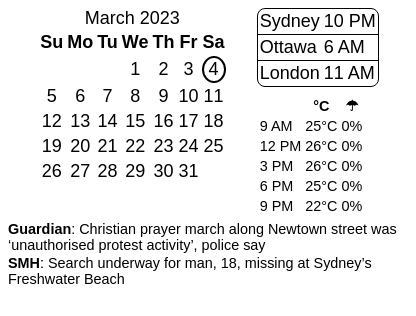 March 2023
Su Mo Tu We Th Fr Sa
1 2 3 4
5 6 7 8 9 10 11
12 13 14 15 16 17 18
19 20 21 22 23 24 25
26 27 28 29 30 31
Sydney 10 PM
Ottawa 6 AM
London 11 AM
°C ☂
9 AM 25°C 0%
12 PM 26°C 0%
3 PM 26°C 0%
6 PM 25°C 0%
9 PM 22°C 0%
Guardian: Christian prayer march along Newtown street was
‘unauthorised protest activity’, police say
SMH: Search underway for man, 18, missing at Sydney’s
Freshwater Beach